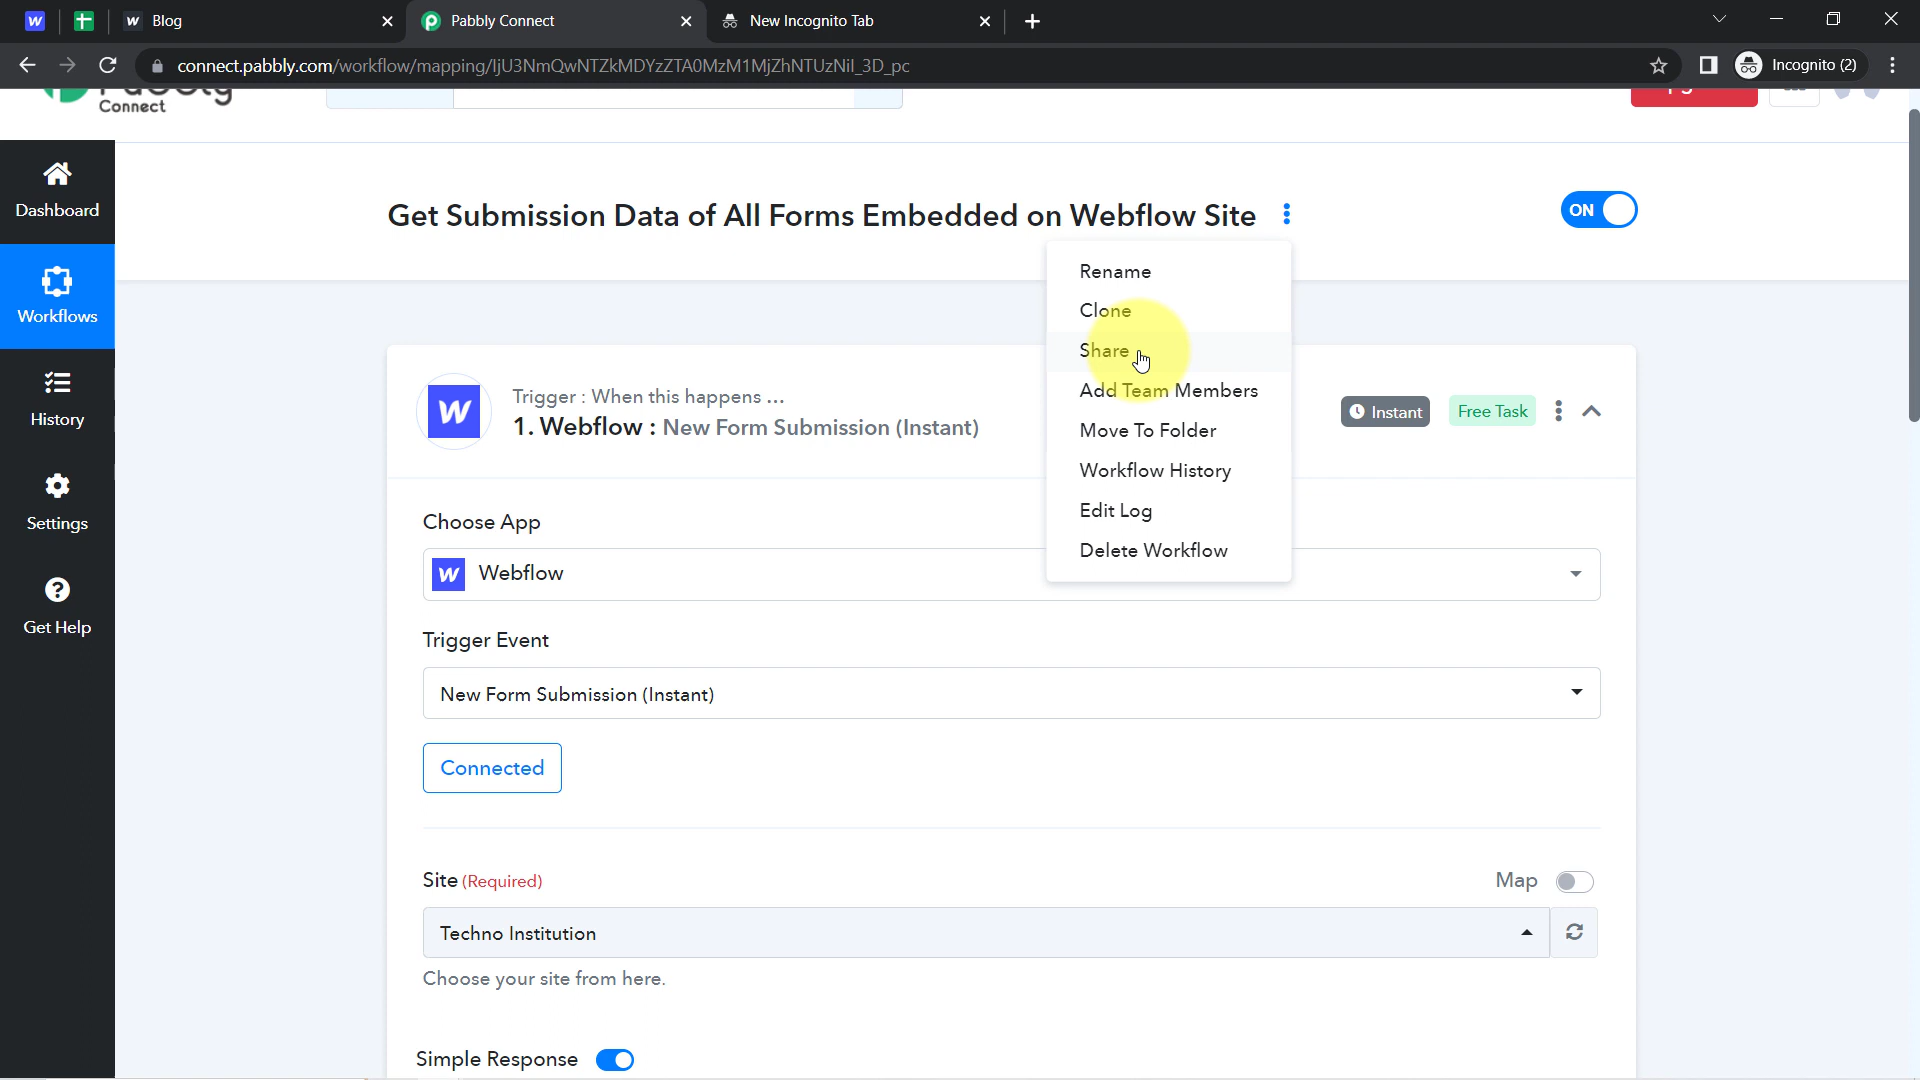 Blog
Pabbly Connect
New Incognito Tab
connect.pabbly.com/workflow/mapping/IjU3NmQwNTZkMDYzZTA0MzM1MjZhNTUzNiI_3D_pc
Incognito (2)
Connect
Dashboard
Workflows
History
Settings
Get Help
Get Submission Data of All Forms Embedded on Webflow Site
ON
Rename
Clone
Share
Add Team Members
Move To Folder
Workflow History
Edit Log
Delete Workflow
Trigger : When this happens ...
1. Webflow : New Form Submission (Instant)
Instant
Free Task
Choose App
Webflow
Trigger Event
New Form Submission (Instant)
Connected
Site (Required)
Map
Techno Institution
Choose your site from here.
Simple Response